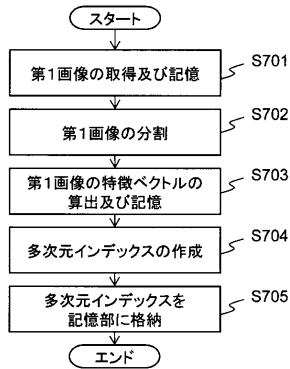 スタート
第1画像の取得及び記憶
S701
第1画像の分割
S702
第1画像の特徴ベクトルの
算出及び記憶
S703
多次元インデックスの作成
S704
多次元インデックスを
記憶部に格納
S705
エンド